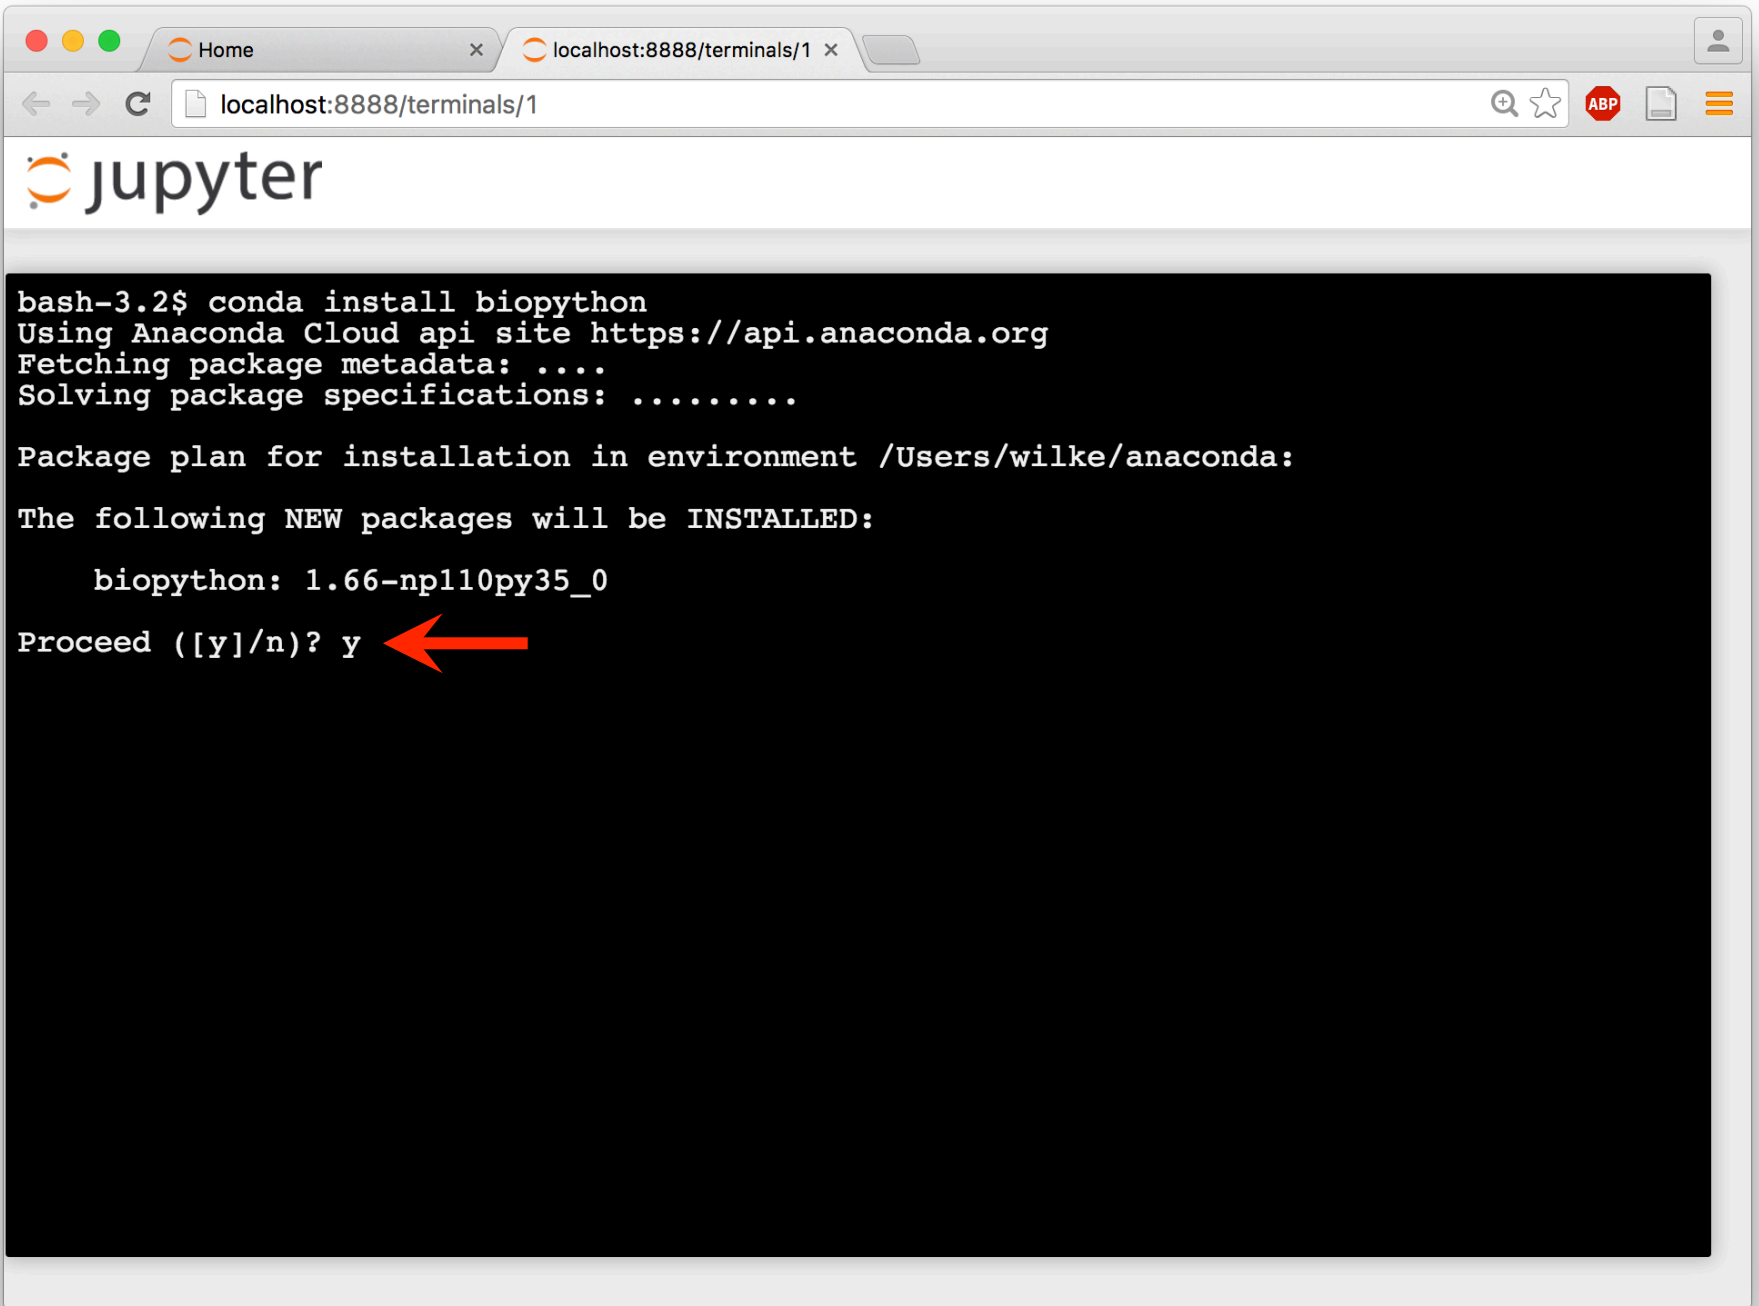 Home
localhost:8888/terminals/1
localhost:8888/terminals/1
ABP
jupyter
bash-3.2$ conda install biopython
Using Anaconda Cloud api site https://api.anaconda.org
Fetching package metadata: ....
Solving package specifications: .........
Package plan for installation in environment /Users/wilke/anaconda:
The following NEW packages will be INSTALLED:
biopython: 1.66-np110py35_0
Proceed ([y]/n)? y